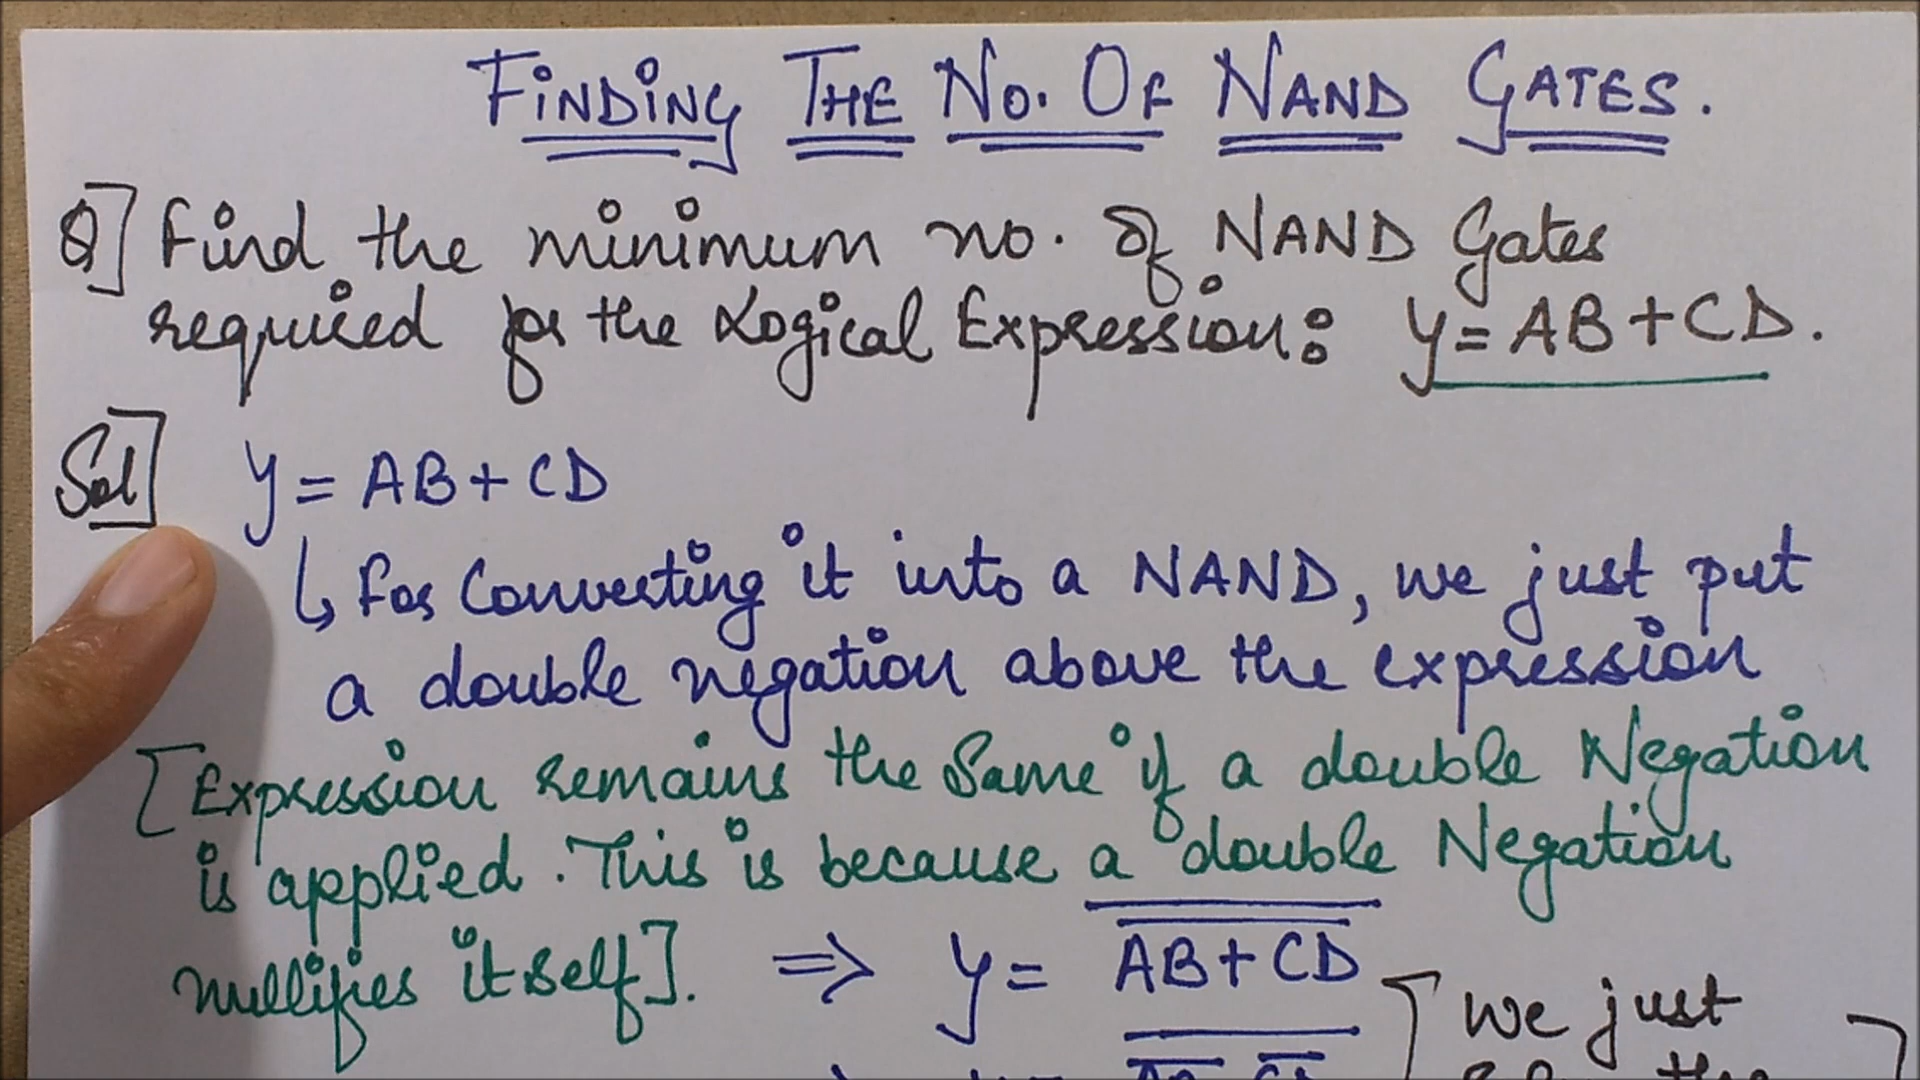 FINDING THE NO. OF NAND GATES.
Q] Find the minimum no. of NAND Gates
required for the Logical Expression: Y=AB+CD.
Sol] Y = AB+CD
↳ For Converting it into a NAND, we just put
a double negation above the expression
[Expression remains the Same if a double Negation
is applied. This is because a double Negation
nullifies itself]. ⇒ Y = \overline{\overline{AB+CD}}
[We just